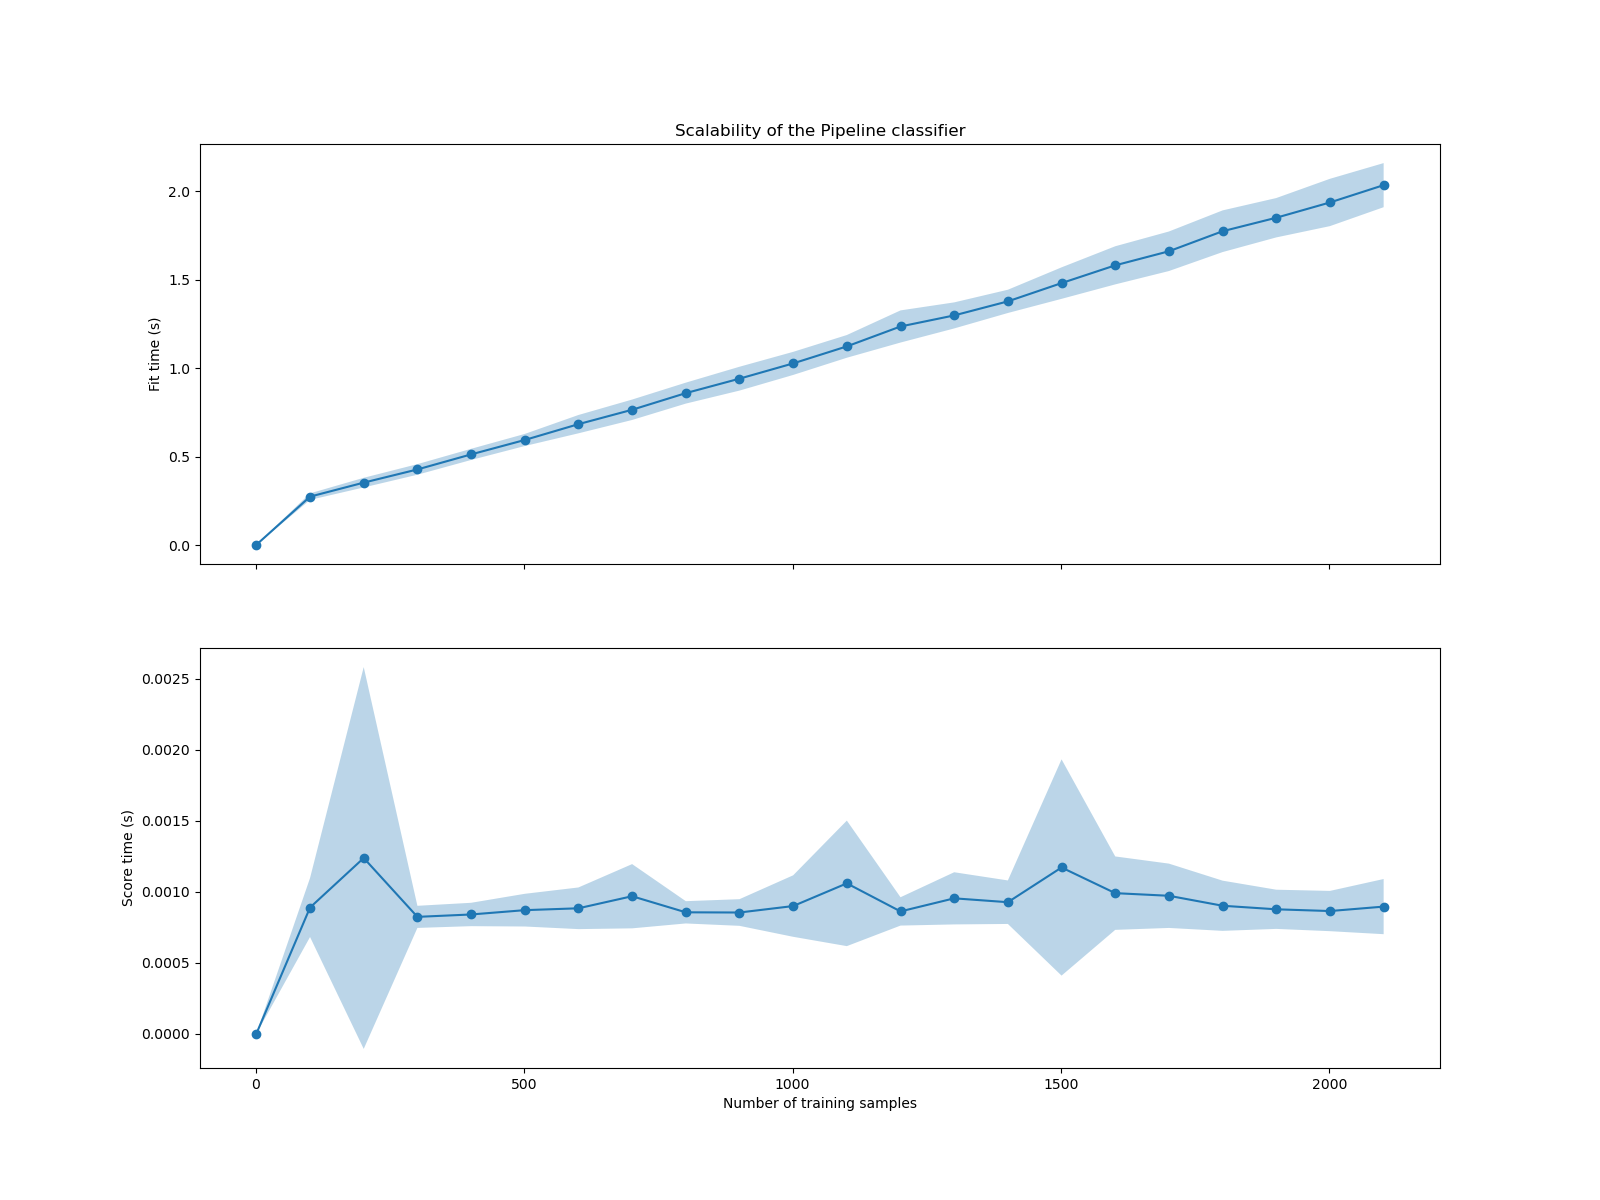 Scalability of the Pipeline classifier
2.0
1.5
1.0
0.5
0.0
Fit time (s)
0.0025
0.0020
0.0015
0.0010
0.0005
0.0000
Score time (s)
0 500 1000 1500 2000
Number of training samples